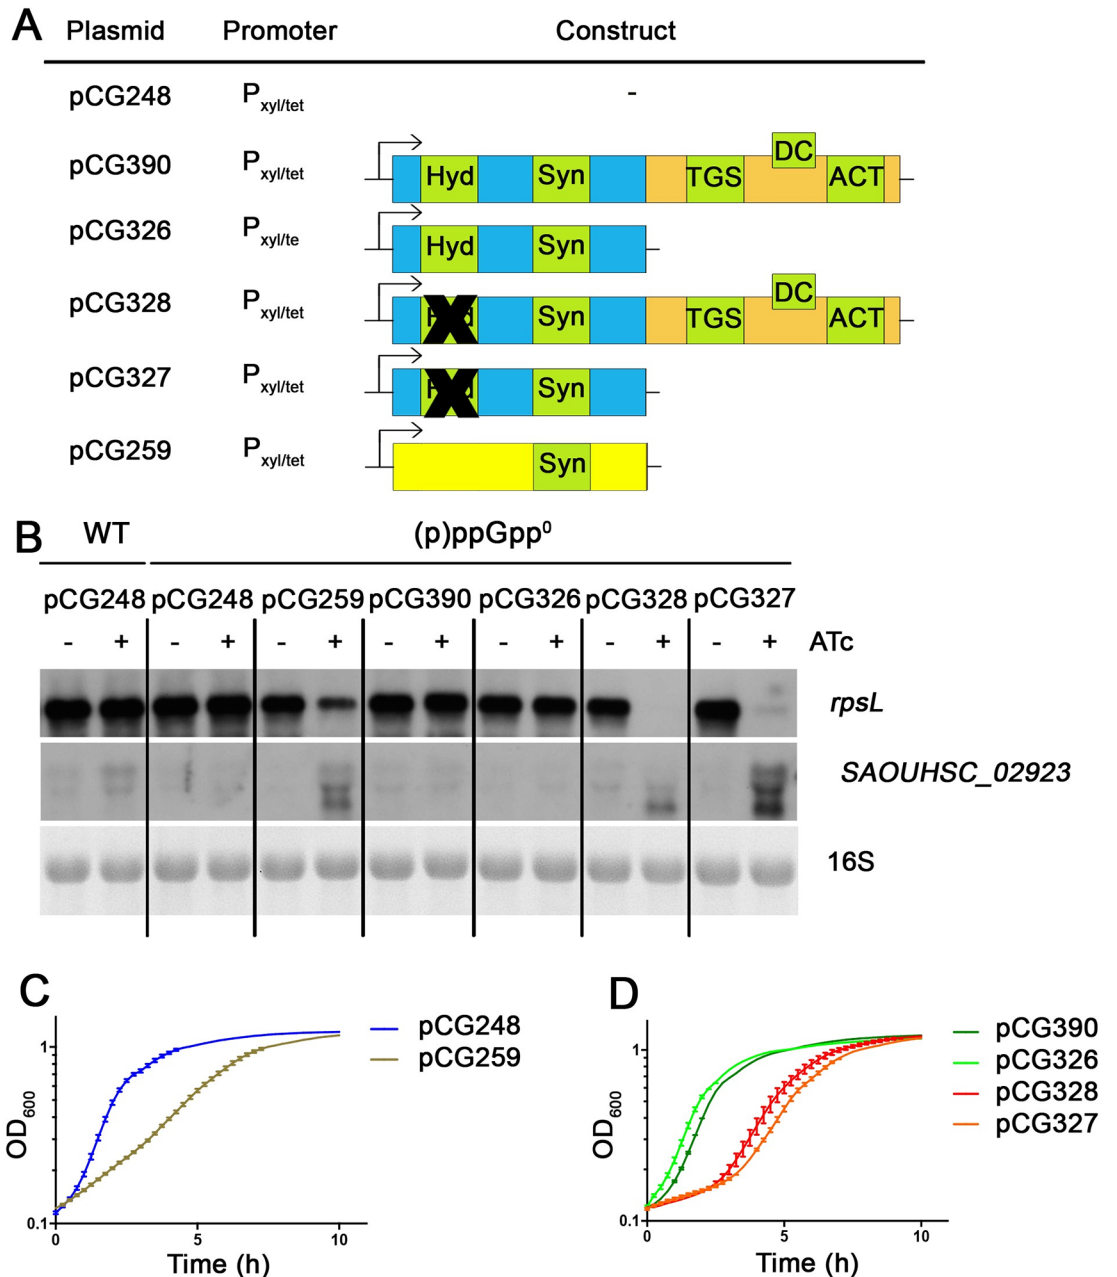 A
Plasmid Promoter Construct
pCG248 Pxyl/tet -
pCG390 Pxyl/tet Hyd Syn TGS DC ACT
pCG326 Pxyl/te Hyd Syn
pCG328 Pxyl/tet Syn TGS DC ACT
pCG327 Pxyl/tet Syn
pCG259 Pxyl/tet Syn
B
WT (p)ppGpp⁰
pCG248 pCG248 pCG259 pCG390 pCG326 pCG328 pCG327
- + - + - + - + - + - + - + ATc
rpsL
SAOUHSC_02923
16S
C
pCG248
pCG259
1
0.1
OD600
0 5 10
Time (h)
D
pCG390
pCG326
pCG328
pCG327
1
0.1
OD600
0 5 10
Time (h)